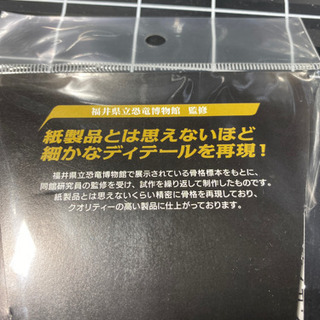 福井県立恐竜博物館 監修
紙製品とは思えないほど
細かなディテールを再現！
福井県立恐竜博物館で展示されている骨格標本をもとに、
同館研究員の監修を受け、試作を繰り返して制作したものです。
紙製品とは思えないくらい精密に骨格を再現しており、
クオリティーの高い製品に仕上がっております。